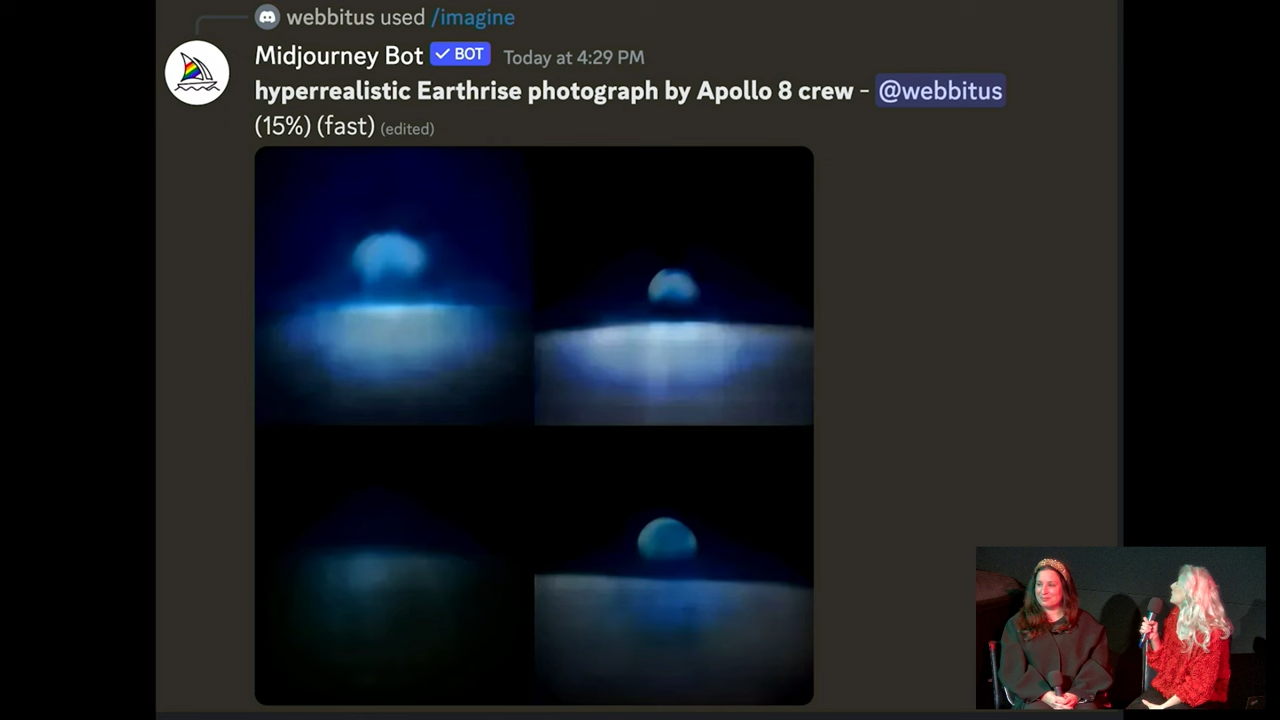 webbitus used /imagine
Midjourney Bot ✓ BOT Today at 4:29 PM
hyperrealistic Earthrise photograph by Apollo 8 crew - @webbitus
(15%) (fast) (edited)